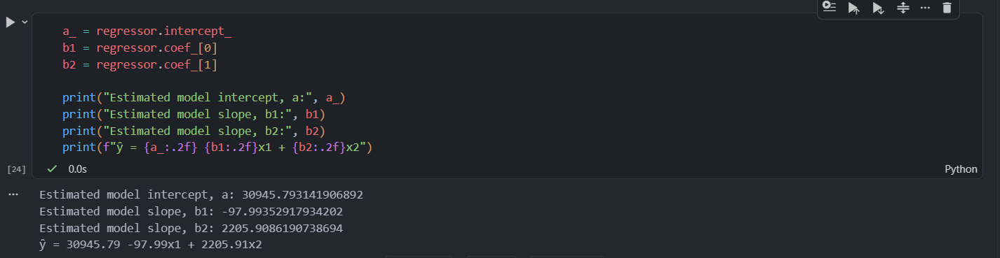 a_ = regressor.intercept_
b1 = regressor.coef_[0]
b2 = regressor.coef_[1]
print("Estimated model intercept, a:", a_)
print("Estimated model slope, b1:", b1)
print("Estimated model slope, b2:", b2)
print(f"ŷ = {a_:.2f} {b1:.2f}x1 + {b2:.2f}x2")
[24] 0.0s Python
Estimated model intercept, a: 30945.793141906892
Estimated model slope, b1: -97.99352917934202
Estimated model slope, b2: 2205.9086190738694
ŷ = 30945.79 -97.99x1 + 2205.91x2